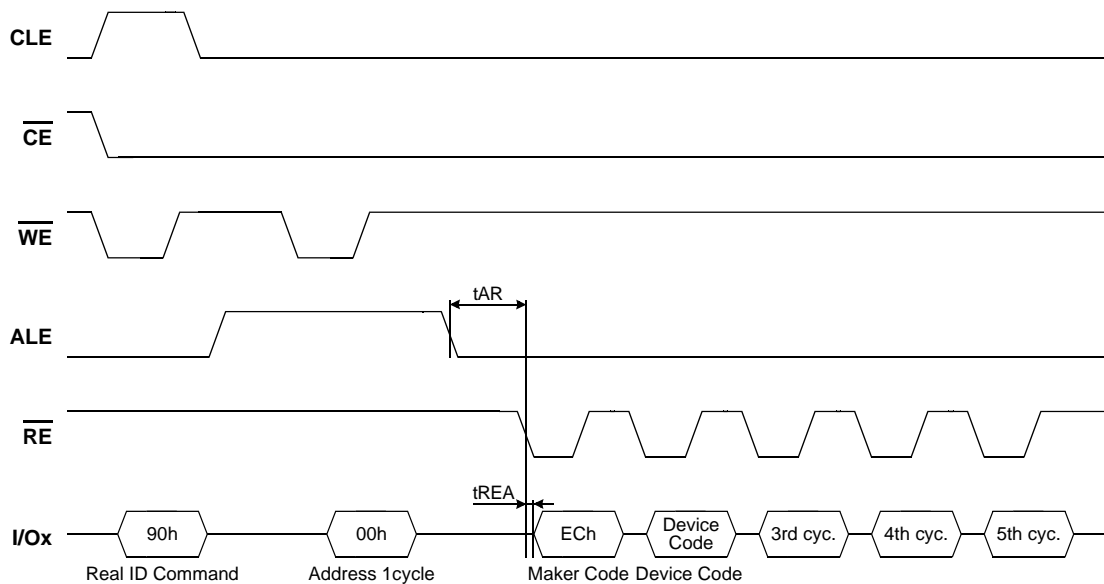 CLE
CE
WE
tAR
ALE
RE
tREA
I/Ox
90h
00h
ECh
Device
Code
3rd cyc.
4th cyc.
5th cyc.
Real ID Command
Address 1cycle
Maker Code
Device Code